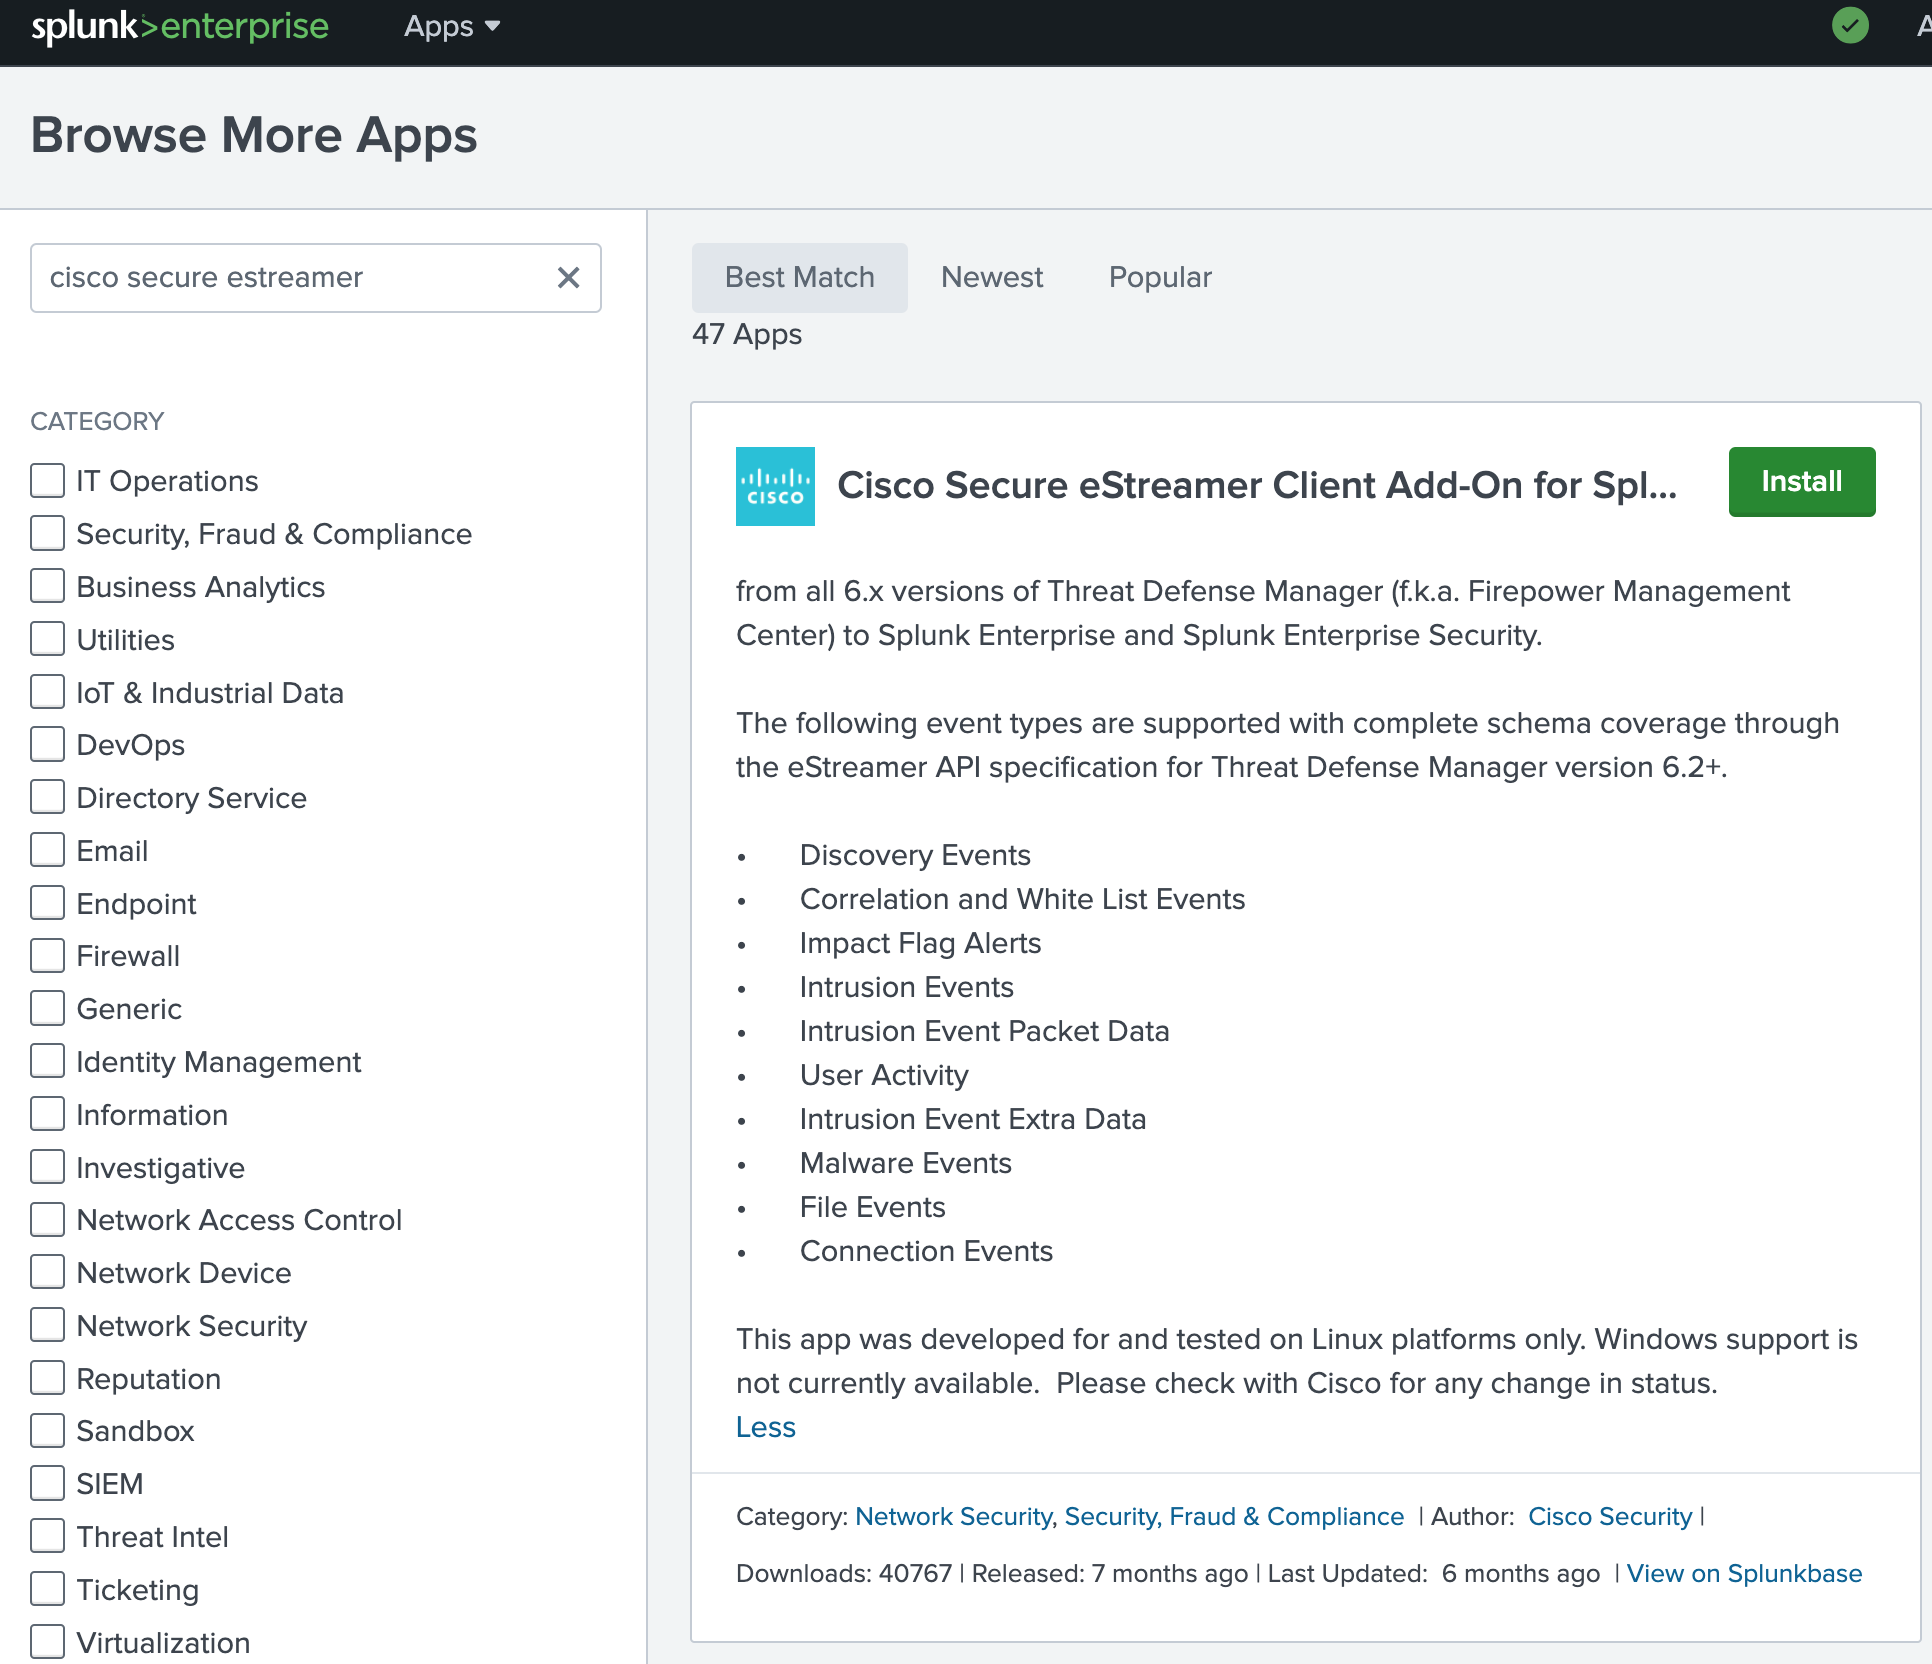 splunk>enterprise Apps
Browse More Apps
cisco secure estreamer
CATEGORY
IT Operations
Security, Fraud & Compliance
Business Analytics
Utilities
IoT & Industrial Data
DevOps
Directory Service
Email
Endpoint
Firewall
Generic
Identity Management
Information
Investigative
Network Access Control
Network Device
Network Security
Reputation
Sandbox
SIEM
Threat Intel
Ticketing
Virtualization
Best Match Newest Popular
47 Apps
CISCO
Cisco Secure eStreamer Client Add-On for Spl...
Install
from all 6.x versions of Threat Defense Manager (f.k.a. Firepower Management
Center) to Splunk Enterprise and Splunk Enterprise Security.
The following event types are supported with complete schema coverage through
the eStreamer API specification for Threat Defense Manager version 6.2+.
• Discovery Events
• Correlation and White List Events
• Impact Flag Alerts
• Intrusion Events
• Intrusion Event Packet Data
• User Activity
• Intrusion Event Extra Data
• Malware Events
• File Events
• Connection Events
This app was developed for and tested on Linux platforms only. Windows support is
not currently available.  Please check with Cisco for any change in status.
Less
Category: Network Security, Security, Fraud & Compliance | Author: Cisco Security |
Downloads: 40767 | Released: 7 months ago | Last Updated: 6 months ago | View on Splunkbase